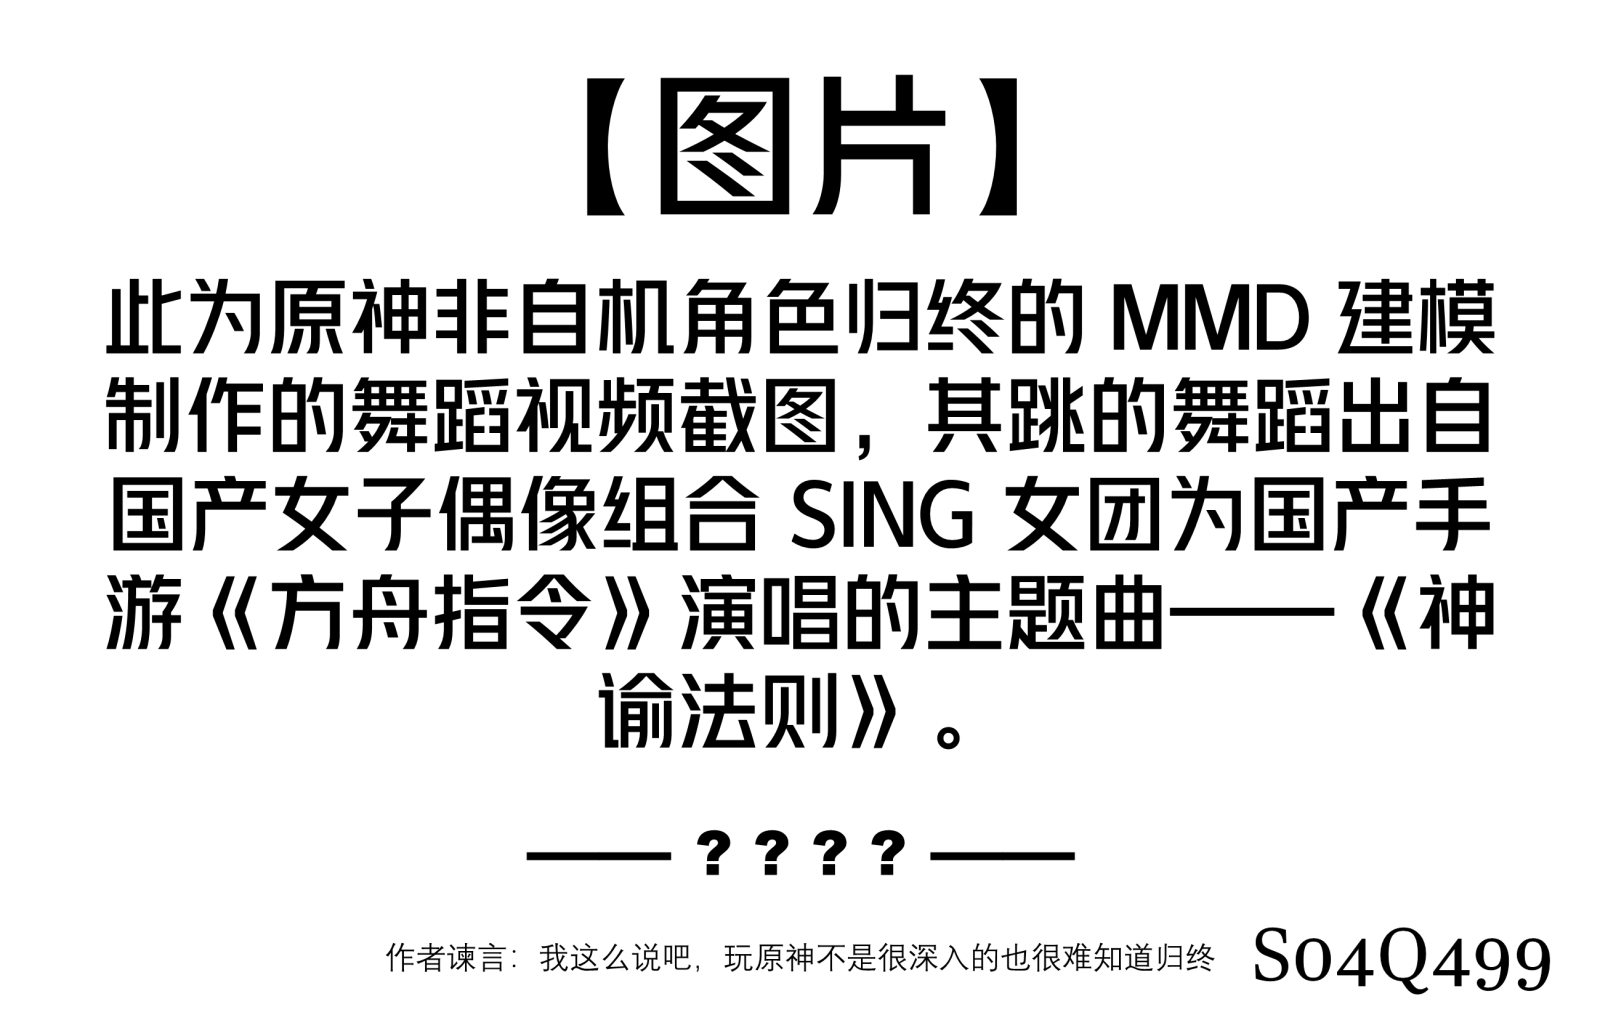 【图片】
此为原神非自机角色归终的 MMD 建模
制作的舞蹈视频截图，其跳的舞蹈出自
国产女子偶像组合 SING 女团为国产手
游《方舟指令》演唱的主题曲——《神
谕法则》。
——????——
作者谏言：我这么说吧，玩原神不是很深入的也很难知道归终
So4Q499